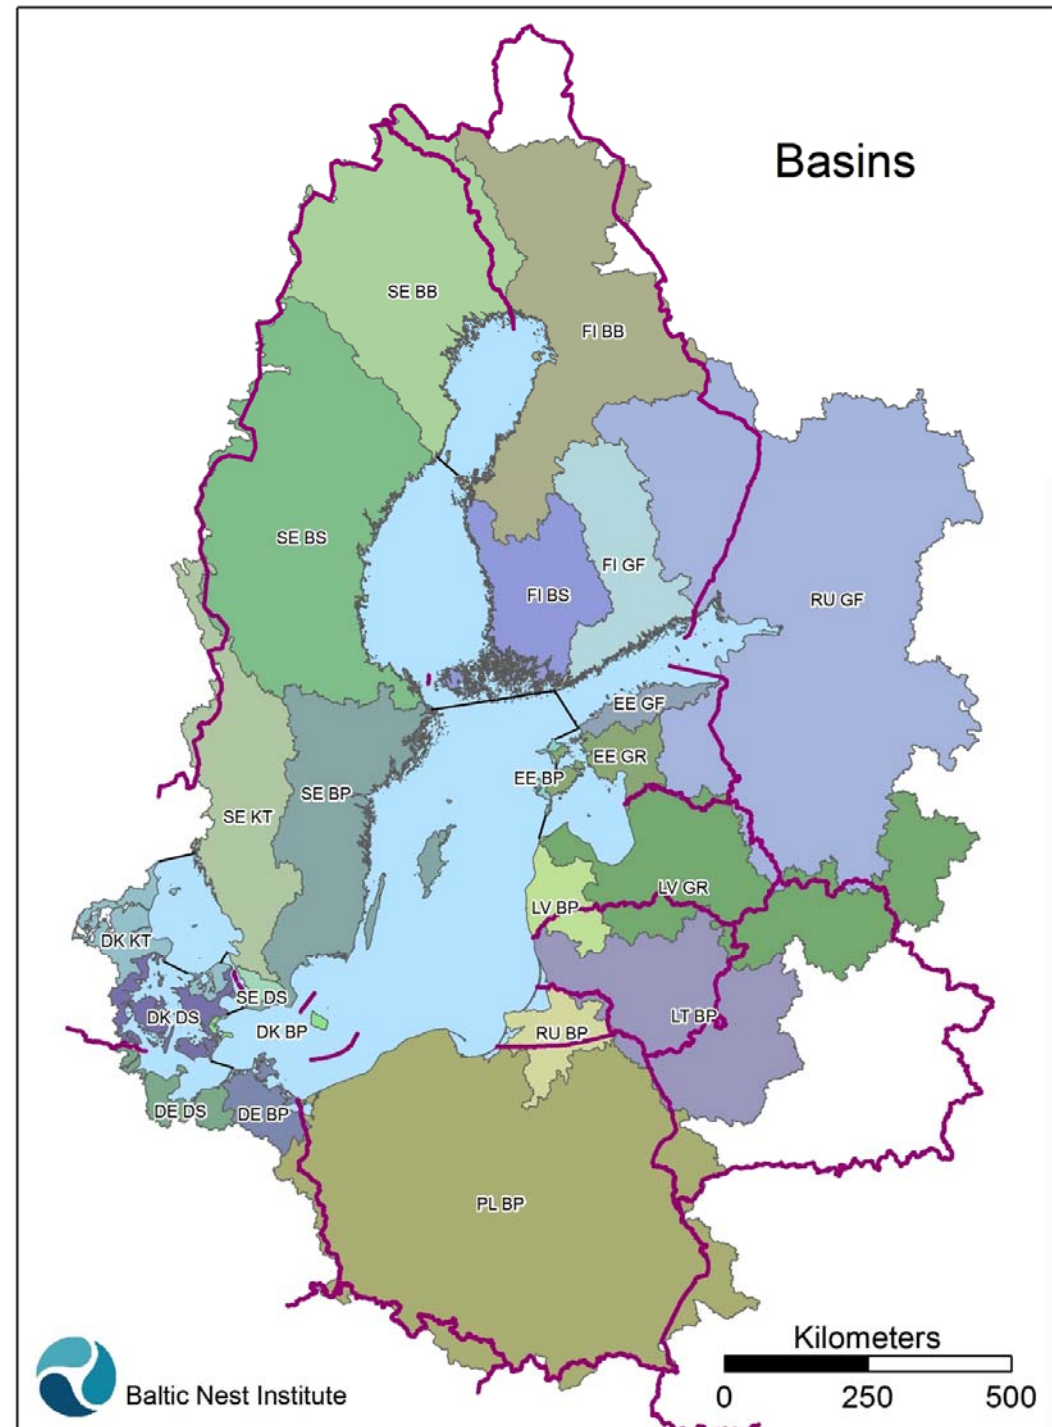 Basins
SE BB
FI BB
SE BS
FI GF
FI BS
RU GF
EE GF
EE GR
EE BP
SE BP
SE KT
LV GR
LV BP
DK KT
SE DS
DK DS
DK BP
LT BP
RU BP
DE DS
DE BP
PL BP
Kilometers
0 250 500
Baltic Nest Institute